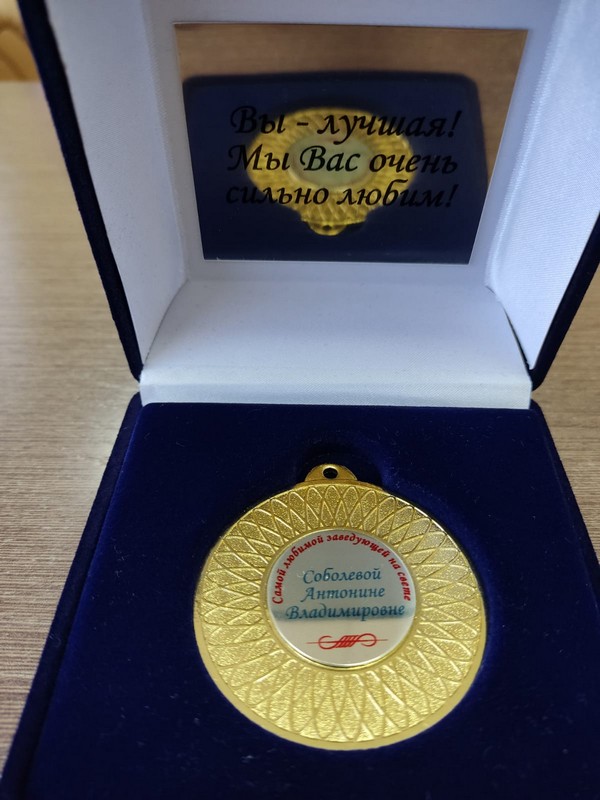 Вы - лучшая!
Мы Вас очень
сильно любим!
Самой любимой заведующей на свете
Соболевой
Антонине
Владимировне